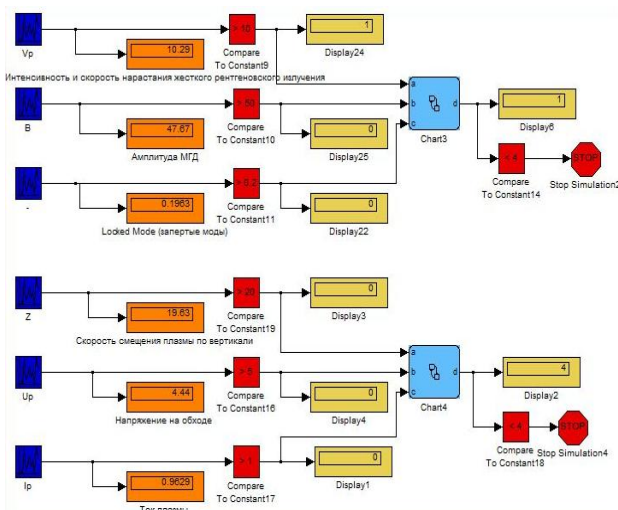 > 10
1
Vp
10.29
Compare
To Constant9
Display24
Интенсивность и скорость нарастания жесткого рентгеновского излучения
a
b
c
d
Chart3
> 50
B
47.67
Compare
To Constant10
0
Display25
Амплитуда МГД
1
Display6
< 4
Compare
To Constant14
STOP
Stop Simulation2
> 0.2
-
0.1963
Compare
To Constant11
0
Display22
Locked Mode (запертые моды)
> 20
0
Z
19.63
Compare
To Constant19
Display3
Скорость смещения плазмы по вертикали
a
b
c
d
Chart4
Up
4.44
Compare
To Constant16
0
Display4
Напряжение на обходе
4
Display2
< 4
Compare
To Constant18
STOP
Stop Simulation4
> 1
0
Ip
0.9629
Compare
To Constant17
Display1
Ток плазмы